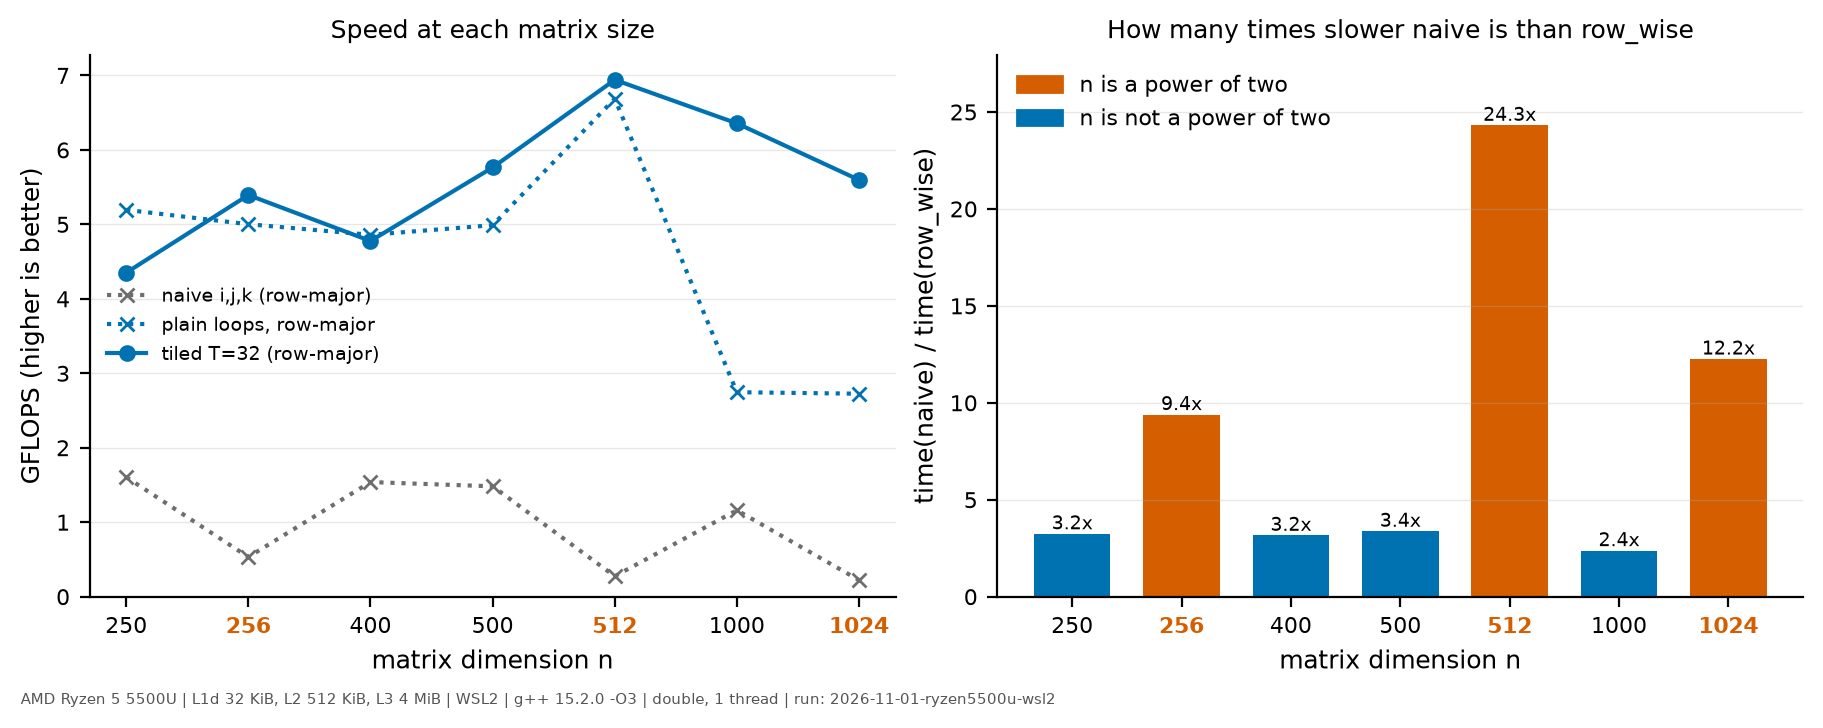 Speed at each matrix size
GFLOPS (higher is better)
7
6
5
4
3
2
1
0
naive i,j,k (row-major)
plain loops, row-major
tiled T=32 (row-major)
250 256 400 500 512 1000 1024
matrix dimension n
How many times slower naive is than row_wise
time(naive) / time(row_wise)
25
20
15
10
5
0
n is a power of two
n is not a power of two
3.2x
9.4x
3.2x
3.4x
24.3x
2.4x
12.2x
250 256 400 500 512 1000 1024
matrix dimension n
AMD Ryzen 5 5500U | L1d 32 KiB, L2 512 KiB, L3 4 MiB | WSL2 | g++ 15.2.0 -O3 | double, 1 thread | run: 2026-11-01-ryzen5500u-wsl2